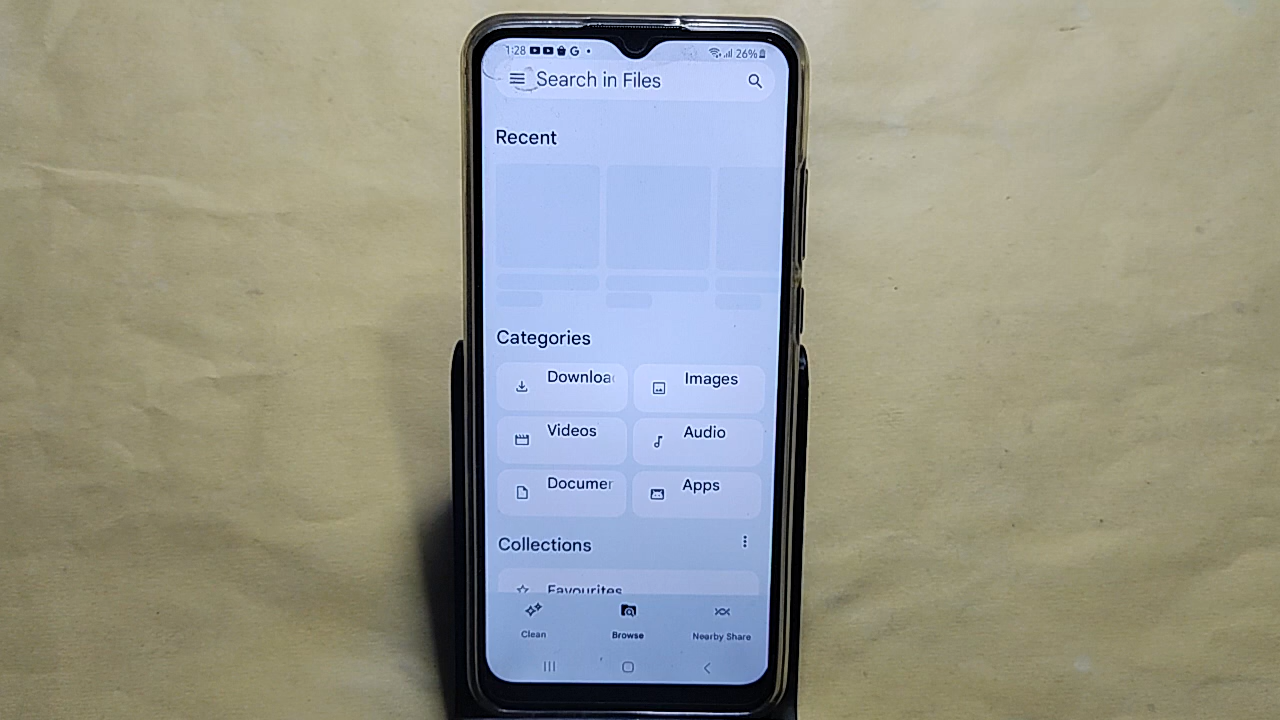 1:28 G 26%
Search in Files
Recent
Categories
Downloa
Images
Videos
Audio
Documen
Apps
Collections
Favourites
Clean
Browse
Nearby Share